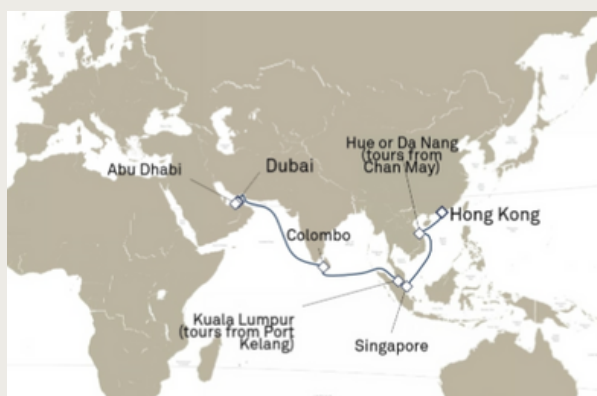 Hue or Da Nang
(tours from
Chan May)
Abu Dhabi
Dubai
Hong Kong
Colombo
Kuala Lumpur
(tours from Port
Kelang)
Singapore